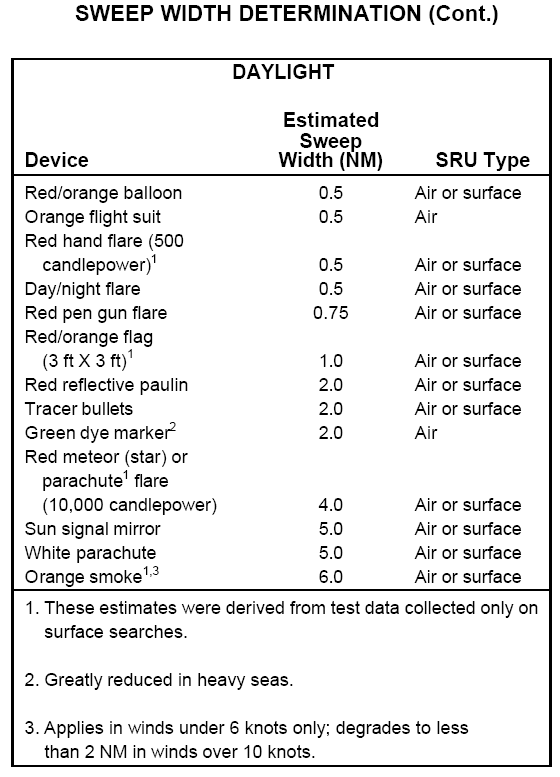 SWEEP WIDTH DETERMINATION (Cont.)
DAYLIGHT
Estimated
Sweep
Device Width (NM) SRU Type
Red/orange balloon 0.5 Air or surface
Orange flight suit 0.5 Air
Red hand flare (500
candlepower)¹ 0.5 Air or surface
Day/night flare 0.5 Air or surface
Red pen gun flare 0.75 Air or surface
Red/orange flag
(3 ft X 3 ft)¹ 1.0 Air or surface
Red reflective paulin 2.0 Air or surface
Tracer bullets 2.0 Air or surface
Green dye marker² 2.0 Air
Red meteor (star) or
parachute¹ flare
(10,000 candlepower) 4.0 Air or surface
Sun signal mirror 5.0 Air or surface
White parachute 5.0 Air or surface
Orange smoke¹,³ 6.0 Air or surface
1. These estimates were derived from test data collected only on
surface searches.
2. Greatly reduced in heavy seas.
3. Applies in winds under 6 knots only; degrades to less
than 2 NM in winds over 10 knots.